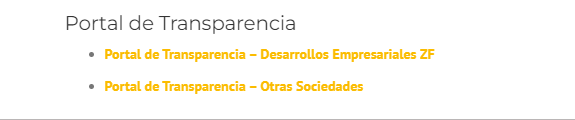 Portal de Transparencia
Portal de Transparencia – Desarrollos Empresariales ZF
Portal de Transparencia – Otras Sociedades